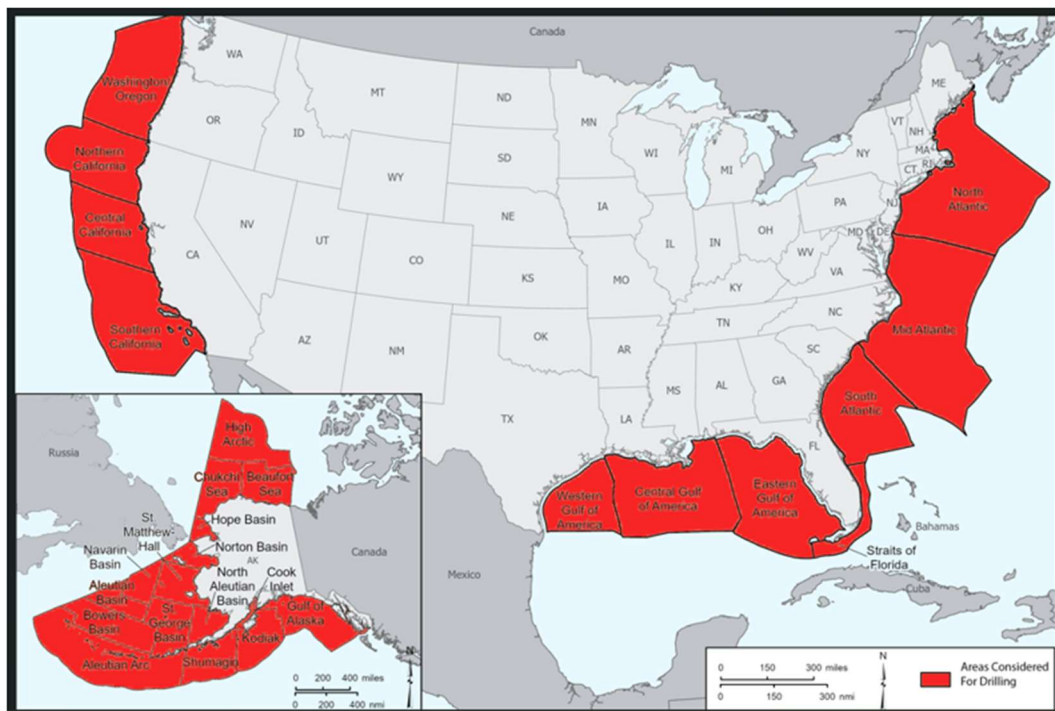 Canada
WA
MT
ND
MN
ME
Washington/
Oregon
OR
ID
SD
WI
MI
VT
NH
NY
MA
CT
RI
Northern
California
WY
IA
NE
PA
NJ
North
Atlantic
Central
California
NV
UT
CO
IL
IN
OH
MD
DE
CA
KS
MO
WV
KY
VA
Southern
California
AZ
NM
OK
AR
TN
NC
Mid Atlantic
SC
MS
AL
GA
South
Atlantic
TX
LA
FL
Western
Gulf of
America
Central Gulf
of America
Eastern
Gulf of
America
Straits of
Florida
Bahamas
Cuba
Mexico
High
Arctic
Russia
Chukchi
Sea
Beaufort
Sea
Hope Basin
St.
Matthew-
Hall
Norton Basin
AK
Canada
Navarin
Basin
Aleutian
Basin
North
Aleutian
Basin
Cook
Inlet
Bowers
Basin
St.
George
Basin
Gulf of
Alaska
Kodiak
Aleutian Arc
Shumagin
N
0 200 400 miles
0 200 400 nmi
0 150 300 miles
0 150 300 nmi
N
Areas Considered
For Drilling